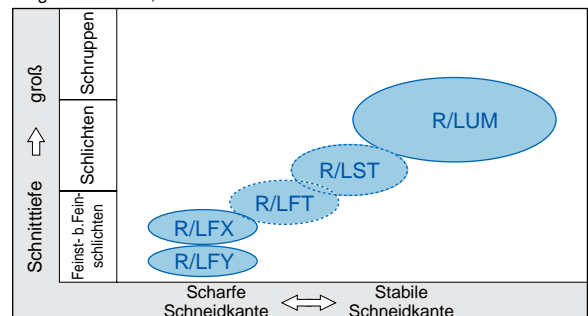 Schnitttiefe
groß
Schruppen
Schlichten
Feinst- b. Fein-
schlichten
R/LUM
R/LST
R/LFT
R/LFX
R/LFY
Scharfe
Schneidkante
Stabile
Schneidkante